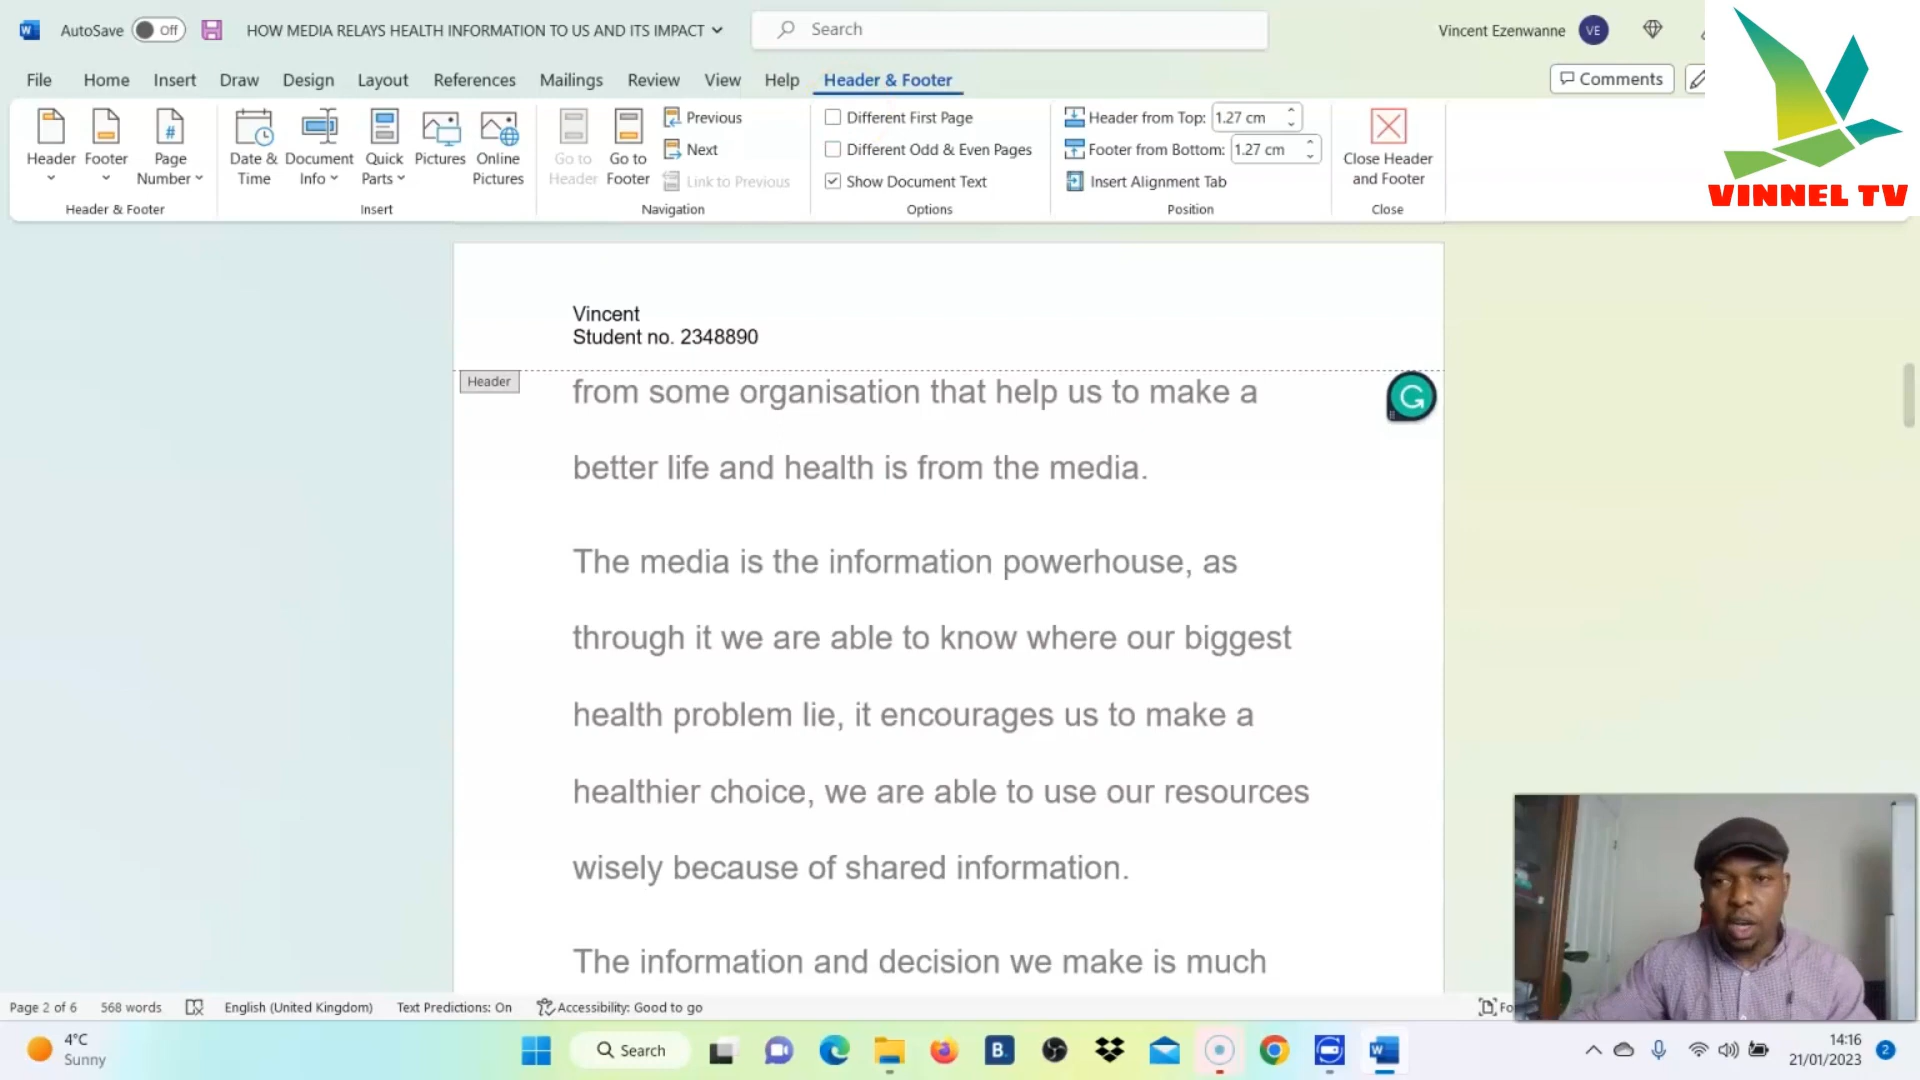 AutoSave Off HOW MEDIA RELAYS HEALTH INFORMATION TO US AND ITS IMPACT Search Vincent Ezenwanne VE
File Home Insert Draw Design Layout References Mailings Review View Help Header & Footer Comments
Header Footer Page Number Date & Time Document Info Quick Parts Pictures Online Pictures Go to Header Go to Footer
Previous
Next
Link to Previous
Different First Page
Different Odd & Even Pages
Show Document Text
Header from Top: 1.27 cm
Footer from Bottom: 1.27 cm
Insert Alignment Tab
Close Header and Footer
Header & Footer Insert Navigation Options Position Close
VINNEL TV
Vincent
Student no. 2348890
Header
from some organisation that help us to make a
better life and health is from the media.
The media is the information powerhouse, as
through it we are able to know where our biggest
health problem lie, it encourages us to make a
healthier choice, we are able to use our resources
wisely because of shared information.
The information and decision we make is much
Page 2 of 6 568 words English (United Kingdom) Text Predictions: On Accessibility: Good to go Fo
4°C
Sunny
Search
B.
14:16
21/01/2023
2